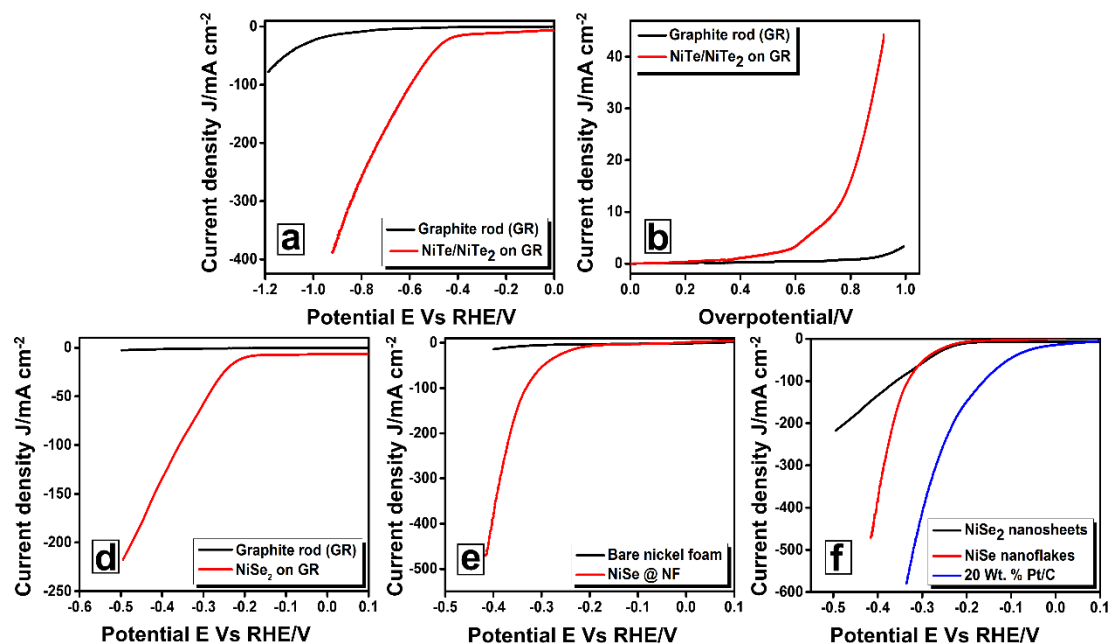 Current density J/mA cm-2
0
-100
-200
-300
-400
-1.2 -1.0 -0.8 -0.6 -0.4 -0.2 0.0
Potential E Vs RHE/V
a
Graphite rod (GR)
NiTe/NiTe2 on GR
Current density J/mA cm-2
40
30
20
10
0
0.0 0.2 0.4 0.6 0.8 1.0
Overpotential/V
b
Graphite rod (GR)
NiTe/NiTe2 on GR
Current density J/mA cm-2
0
-50
-100
-150
-200
-250
-0.5 -0.4 -0.3 -0.2 -0.1 0.0 0.1
Potential E Vs RHE/V
d
Graphite rod (GR)
NiSe2 on GR
Current density J/mA cm-2
0
-100
-200
-300
-400
-500
-0.5 -0.4 -0.3 -0.2 -0.1 0.0 0.1
Potential E Vs RHE/V
e
Bare nickel foam
NiSe @ NF
Current density J/mA cm-2
0
-100
-200
-300
-400
-500
-600
-0.5 -0.4 -0.3 -0.2 -0.1 0.0 0.1
Potential E Vs RHE/V
f
NiSe2 nanosheets
NiSe nanoflakes
20 Wt. % Pt/C